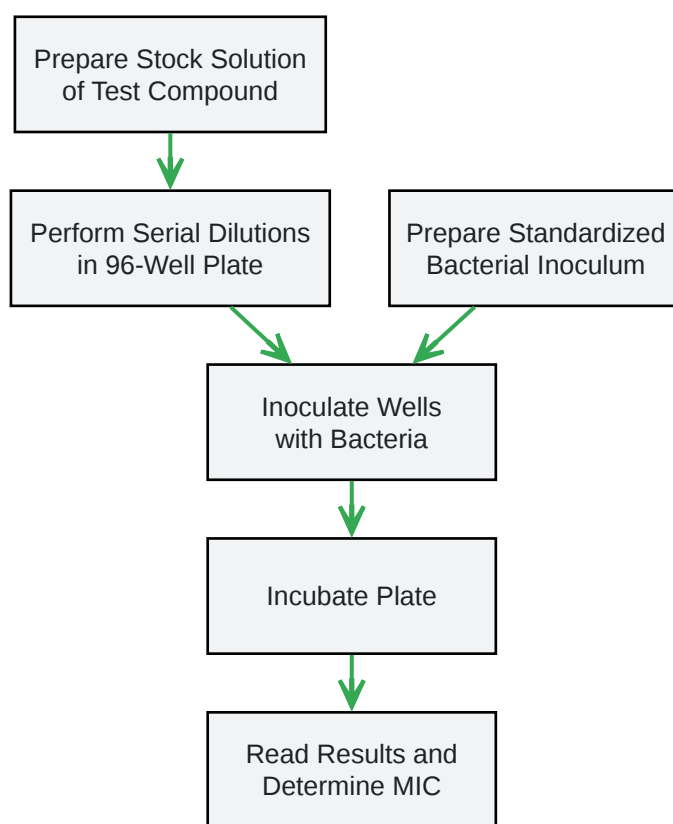 Prepare Stock Solution
of Test Compound
Perform Serial Dilutions
in 96-Well Plate
Prepare Standardized
Bacterial Inoculum
Inoculate Wells
with Bacteria
Incubate Plate
Read Results and
Determine MIC